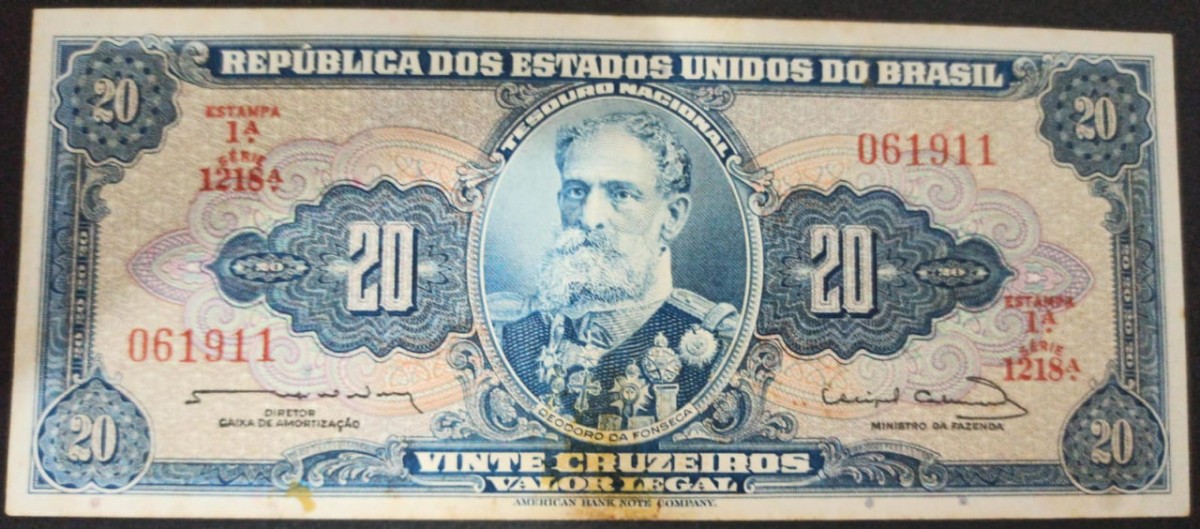 REPÚBLICA DOS ESTADOS UNIDOS DO BRASIL
20
20
TESOURO NACIONAL
ESTAMPA
1ª.
SÉRIE
1218ª.
061911
20
20
20
20
061911
ESTAMPA
1ª.
SÉRIE
1218ª.
DIRETOR
CAIXA DE AMORTIZAÇÃO
DEODORO DA FONSECA
MINISTRO DA FAZENDA
20
20
VINTE CRUZEIROS
VALOR LEGAL
AMERICAN BANK NOTE COMPANY.